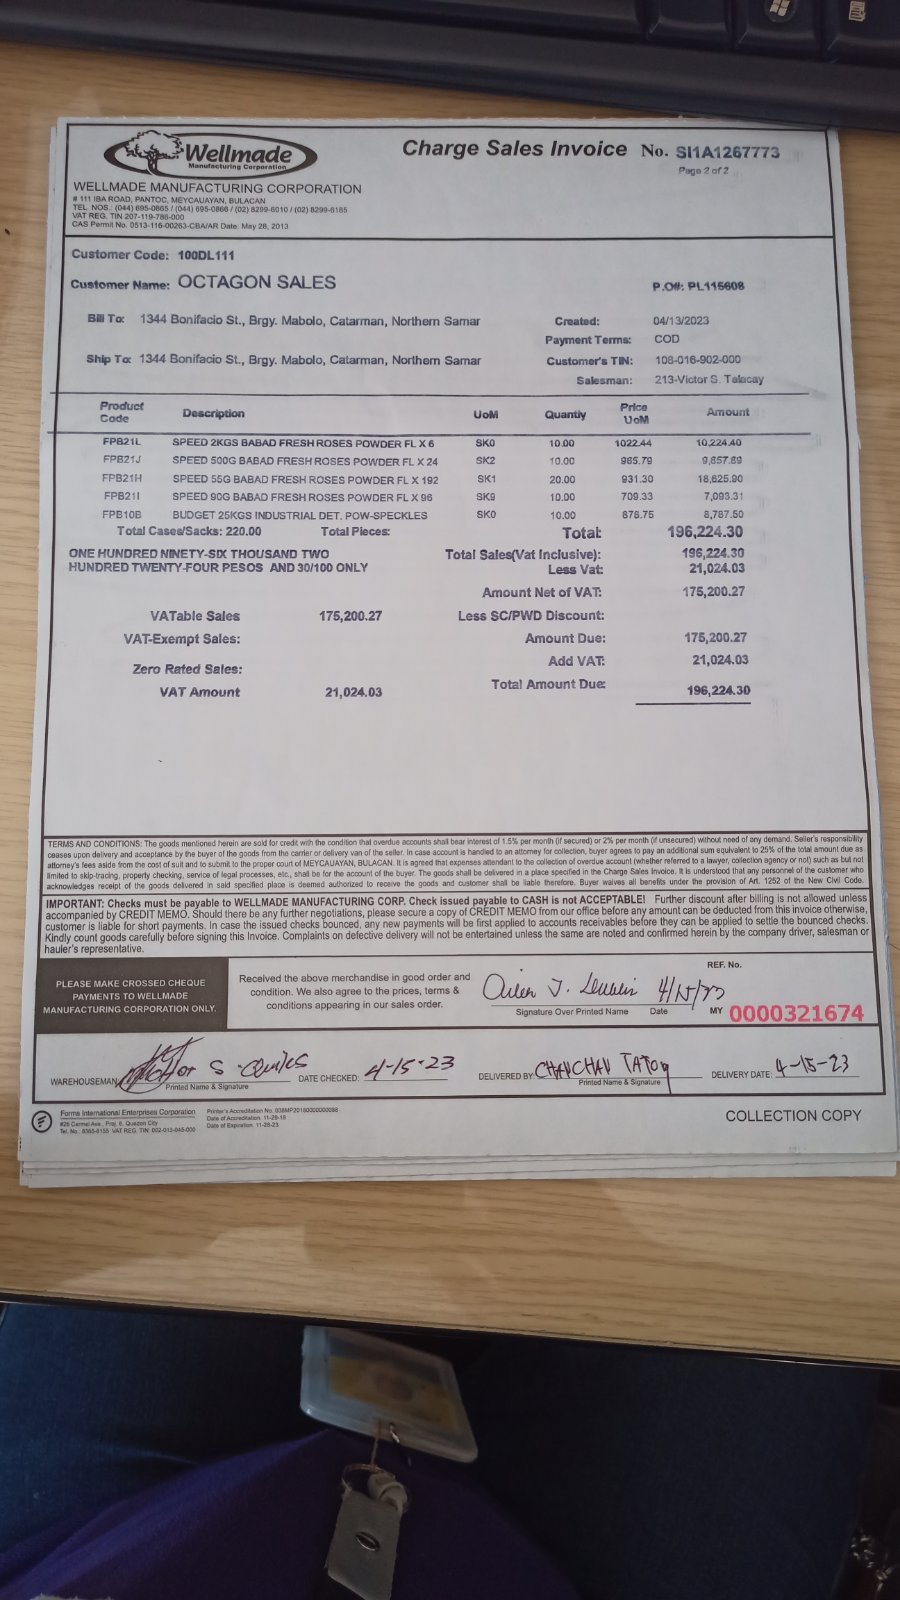 Wellmade
Manufacturing Corporation
Charge Sales Invoice No. SI1A1267773
Page 2 of 2
WELLMADE MANUFACTURING CORPORATION
# 111 IBA ROAD, PANTOC, MEYCAUAYAN, BULACAN
TEL. NOS.: (044) 695-0865 / (044) 695-0866 / (02) 8299-6010 / (02) 8299-6185
VAT REG. TIN 207-119-786-000
CAS Permit No. 0513-116-00263-CBA/AR Date: May 28, 2013
Customer Code: 100DL111
Customer Name: OCTAGON SALES
P.O#: PL115608
Bill To: 1344 Bonifacio St., Brgy. Mabolo, Catarman, Northern Samar
Created: 04/13/2023
Payment Terms: COD
Ship To: 1344 Bonifacio St., Brgy. Mabolo, Catarman, Northern Samar
Customer's TIN: 108-016-902-000
Salesman: 213-Victor S. Talacay
Product Code Description UoM Quantiy Price UoM Amount
FPB21L SPEED 2KGS BABAD FRESH ROSES POWDER FL X 6 SK0 10.00 1022.44 10,224.40
FPB21J SPEED 500G BABAD FRESH ROSES POWDER FL X 24 SK2 10.00 985.79 9,857.89
FPB21H SPEED 55G BABAD FRESH ROSES POWDER FL X 192 SK1 20.00 931.30 18,625.90
FPB21I SPEED 90G BABAD FRESH ROSES POWDER FL X 96 SK9 10.00 709.33 7,093.31
FPB10B BUDGET 25KGS INDUSTRIAL DET. POW-SPECKLES SK0 10.00 878.75 8,787.50
Total Cases/Sacks: 220.00 Total Pieces: Total: 196,224.30
ONE HUNDRED NINETY-SIX THOUSAND TWO
HUNDRED TWENTY-FOUR PESOS AND 30/100 ONLY
Total Sales(Vat Inclusive): 196,224.30
Less Vat: 21,024.03
Amount Net of VAT: 175,200.27
VATable Sales 175,200.27
Less SC/PWD Discount:
VAT-Exempt Sales:
Amount Due: 175,200.27
Zero Rated Sales:
Add VAT: 21,024.03
VAT Amount 21,024.03
Total Amount Due: 196,224.30
TERMS AND CONDITIONS: The goods mentioned herein are sold for credit with the condition that overdue accounts shall bear interest of 1.5% per month (if secured) or 2% per month (if unsecured) without need of any demand. Seller's responsibility
ceases upon delivery and acceptance by the buyer of the goods from the carrier or delivery van of the seller. In case account is handled to an attorney for collection, buyer agrees to pay an additional sum equivalent to 25% of the total amount due as
attorney's fees aside from the cost of suit and to submit to the proper court of MEYCAUAYAN, BULACAN. It is agreed that expenses attendant to the collection of overdue account (whether referred to a lawyer, collection agency or not) such as but not
limited to skip-tracing, property checking, service of legal processes, etc., shall be for the account of the buyer. The goods shall be delivered in a place specified in the Charge Sales Invoice. It is understood that any personnel of the customer who
acknowledges receipt of the goods delivered in said specified place is deemed authorized to receive the goods and customer shall be liable therefore. Buyer waives all benefits under the provision of Art. 1252 of the New Civil Code.
IMPORTANT: Checks must be payable to WELLMADE MANUFACTURING CORP. Check issued payable to CASH is not ACCEPTABLE! Further discount after billing is not allowed unless
accompanied by CREDIT MEMO. Should there be any further negotiations, please secure a copy of CREDIT MEMO from our office before any amount can be deducted from this invoice otherwise,
customer is liable for short payments. In case the issued checks bounced, any new payments will be first applied to accounts receivables before they can be applied to settle the bounced checks.
Kindly count goods carefully before signing this Invoice. Complaints on defective delivery will not be entertained unless the same are noted and confirmed herein by the company driver, salesman or
hauler's representative.
PLEASE MAKE CROSSED CHEQUE
PAYMENTS TO WELLMADE
MANUFACTURING CORPORATION ONLY.
Received the above merchandise in good order and
condition. We also agree to the prices, terms &
conditions appearing in our sales order.
4/15/23
Signature Over Printed Name Date
REF. No.
MY 0000321674
WAREHOUSEMAN
Printed Name & Signature
DATE CHECKED: 4-15-23
DELIVERED BY: CHANCHAN TATOY
Printed Name & Signature
DELIVERY DATE: 4-15-23
Forms International Enterprises Corporation
#25 Carmel Ave., Proj. 6, Quezon City
Tel. No.: 8365-6155 VAT REG. TIN: 002-013-045-000
Date of Accreditation: 11-28-18
Date of Expiration: 11-28-23
COLLECTION COPY